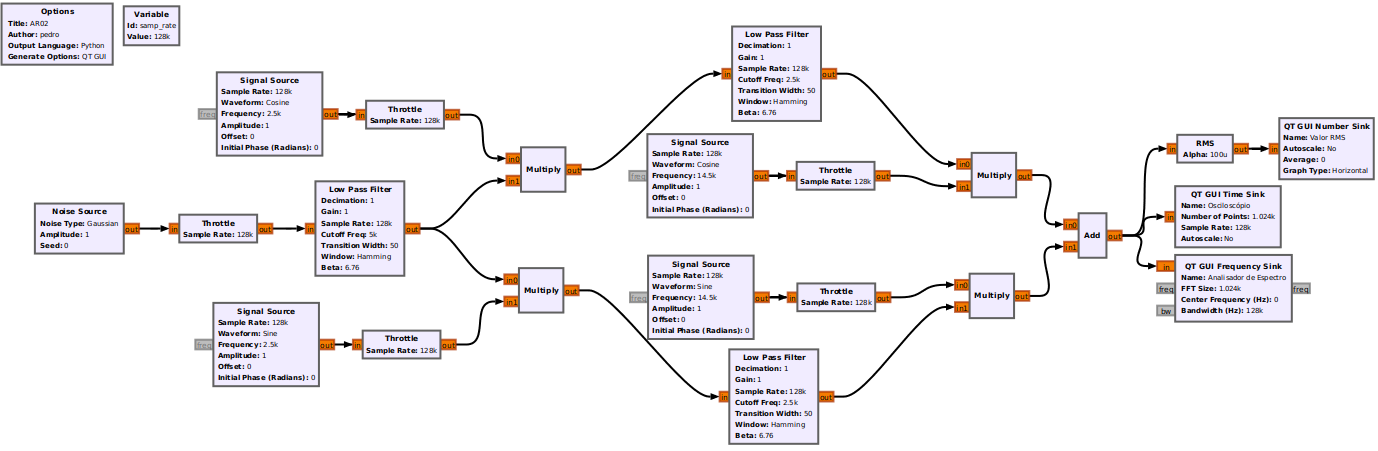 Options
Title: AR02
Author: pedro
Output Language: Python
Generate Options: QT GUI
Variable
Id: samp_rate
Value: 128k
Signal Source
Sample Rate: 128k
Waveform: Cosine
Frequency: 2.5k
Amplitude: 1
Offset: 0
Initial Phase (Radians): 0
freq
out
in
Throttle
Sample Rate: 128k
out
Noise Source
Noise Type: Gaussian
Amplitude: 1
Seed: 0
out
in
Throttle
Sample Rate: 128k
out
in
Low Pass Filter
Decimation: 1
Gain: 1
Sample Rate: 128k
Cutoff Freq: 5k
Transition Width: 50
Window: Hamming
Beta: 6.76
out
Signal Source
Sample Rate: 128k
Waveform: Sine
Frequency: 2.5k
Amplitude: 1
Offset: 0
Initial Phase (Radians): 0
freq
out
in
Throttle
Sample Rate: 128k
out
in0
in1
Multiply
out
in0
in1
Multiply
out
in
Low Pass Filter
Decimation: 1
Gain: 1
Sample Rate: 128k
Cutoff Freq: 2.5k
Transition Width: 50
Window: Hamming
Beta: 6.76
out
Signal Source
Sample Rate: 128k
Waveform: Cosine
Frequency: 14.5k
Amplitude: 1
Offset: 0
Initial Phase (Radians): 0
freq
out
in
Throttle
Sample Rate: 128k
out
Signal Source
Sample Rate: 128k
Waveform: Sine
Frequency: 14.5k
Amplitude: 1
Offset: 0
Initial Phase (Radians): 0
freq
out
in
Throttle
Sample Rate: 128k
out
in
Low Pass Filter
Decimation: 1
Gain: 1
Sample Rate: 128k
Cutoff Freq: 2.5k
Transition Width: 50
Window: Hamming
Beta: 6.76
out
in0
in1
Multiply
out
in0
in1
Multiply
out
in0
in1
Add
out
in
RMS
Alpha: 100u
out
in
QT GUI Number Sink
Name: Valor RMS
Autoscale: No
Average: 0
Graph Type: Horizontal
in
QT GUI Time Sink
Name: Osciloscópio
Number of Points: 1.024k
Sample Rate: 128k
Autoscale: No
in
freq
bw
QT GUI Frequency Sink
Name: Analisador de Espectro
FFT Size: 1.024k
Center Frequency (Hz): 0
Bandwidth (Hz): 128k
freq